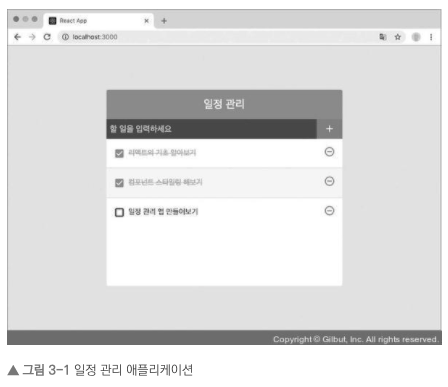 React App
localhost:3000
일정 관리
할 일을 입력하세요
리액트의 기초 알아보기
컴포넌트 스타일링 해보기
일정 관리 앱 만들어보기
Copyright © Gilbut, Inc. All rights reserved.
▲ 그림 3-1 일정 관리 애플리케이션